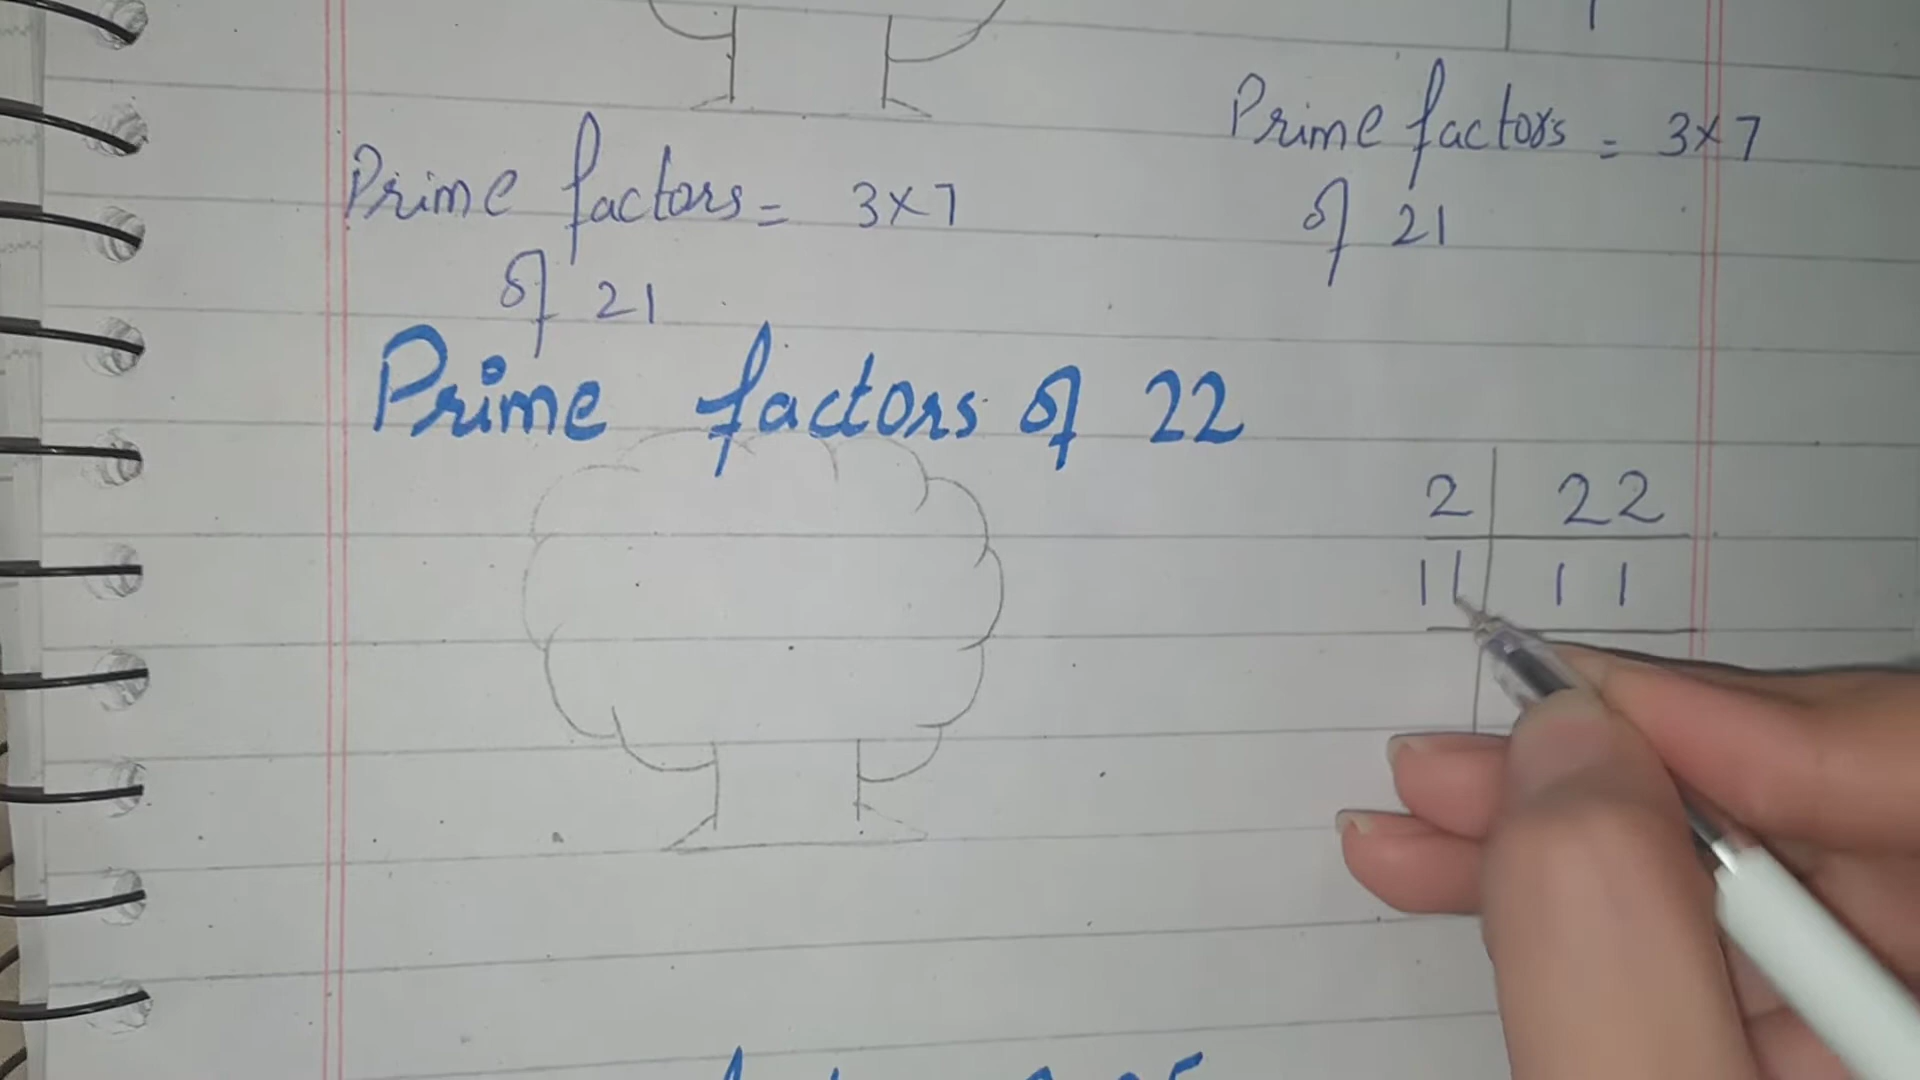 Prime factors = 3×7
of 21
Prime factors = 3×7
of 21
Prime factors of 22
2 | 22
11 | 11